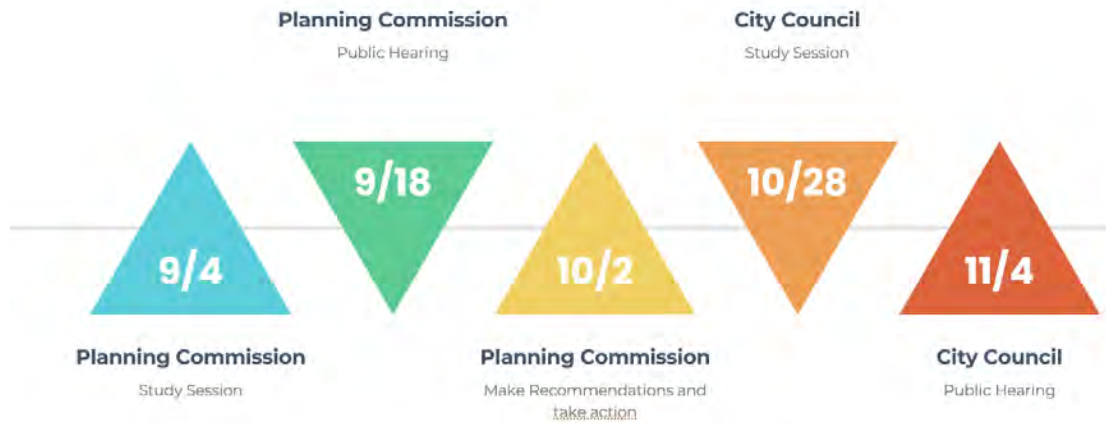 Planning Commission
Public Hearing
City Council
Study Session
9/18
10/28
9/4
10/2
11/4
Planning Commission
Study Session
Planning Commission
Make Recommendations and
take action
City Council
Public Hearing